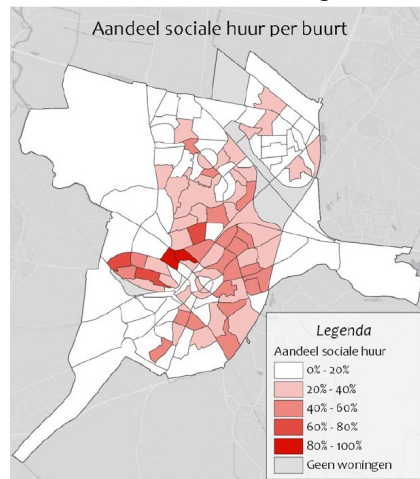 Aandeel sociale huur per buurt
Legenda
Aandeel sociale huur
0% - 20%
20% - 40%
40% - 60%
60% - 80%
80% - 100%
Geen woningen